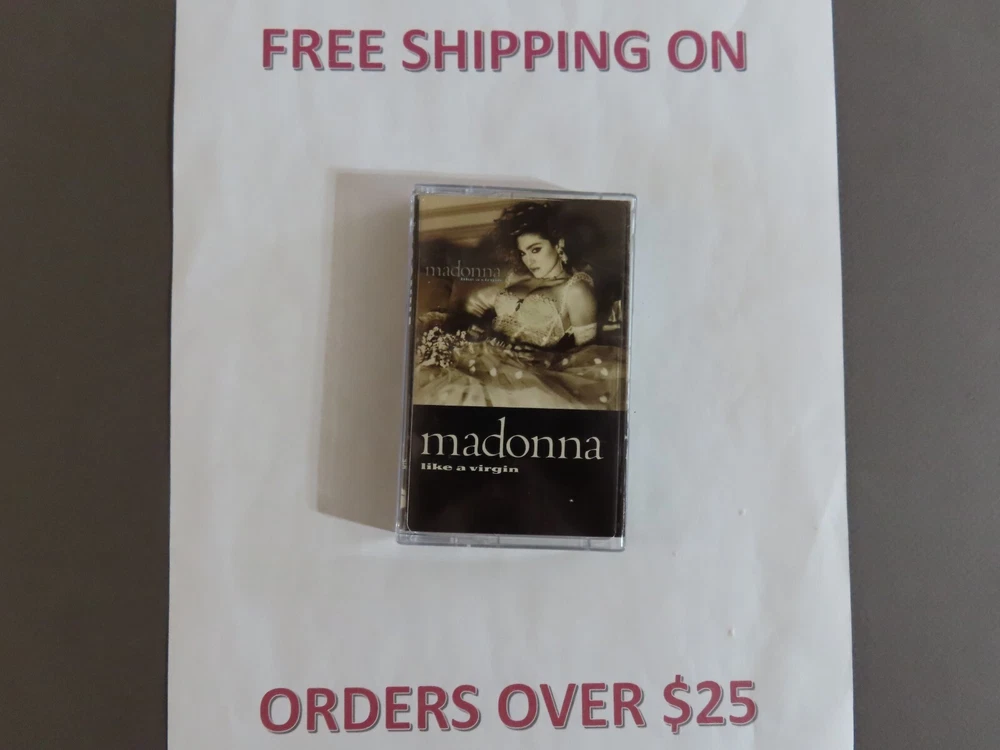 FREE SHIPPING ON
madonna
like a virgin
madonna
like a virgin
ORDERS OVER $25